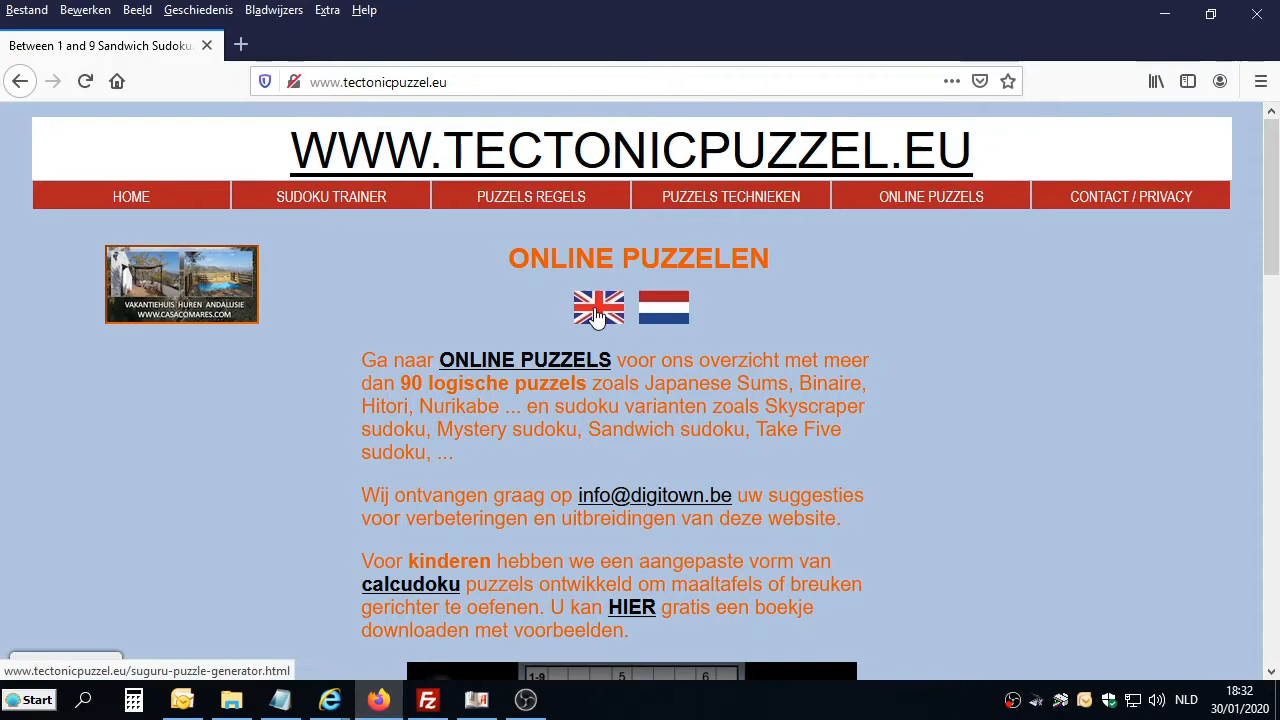 Bestand Bewerken Beeld Geschiedenis Bladwijzers Extra Help
Between 1 and 9 Sandwich Sudoku
www.tectonicpuzzel.eu
WWW.TECTONICPUZZEL.EU
HOME SUDOKU TRAINER PUZZELS REGELS PUZZELS TECHNIEKEN ONLINE PUZZELS CONTACT / PRIVACY
VAKANTIEHUIS HUREN ANDALUSIE
WWW.CASACOMARES.COM
ONLINE PUZZELEN
Ga naar ONLINE PUZZELS voor ons overzicht met meer
dan 90 logische puzzels zoals Japanese Sums, Binaire,
Hitori, Nurikabe ... en sudoku varianten zoals Skyscraper
sudoku, Mystery sudoku, Sandwich sudoku, Take Five
sudoku, ...
Wij ontvangen graag op info@digitown.be uw suggesties
voor verbeteringen en uitbreidingen van deze website.
Voor kinderen hebben we een aangepaste vorm van
calcudoku puzzels ontwikkeld om maaltafels of breuken
gerichter te oefenen. U kan HIER gratis een boekje
downloaden met voorbeelden.
1-9 5 6
www.tectonicpuzzel.eu/suguru-puzzle-generator.html
Start NLD 18:32
30/01/2020